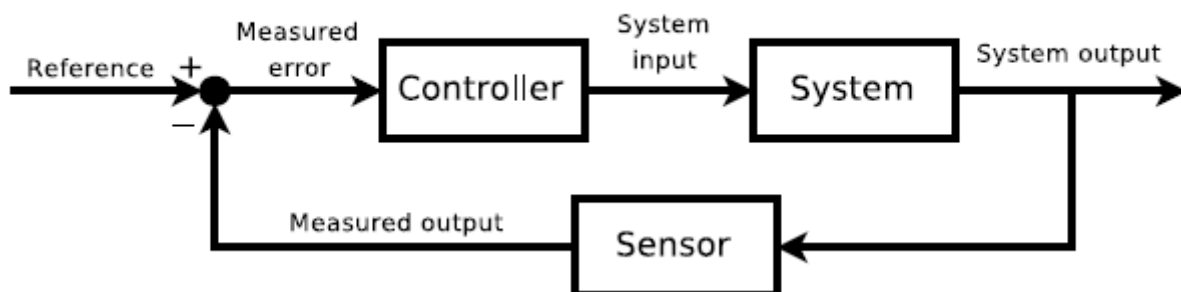 Reference
+
−
Measured
error
Controller
System
input
System
System output
Measured output
Sensor